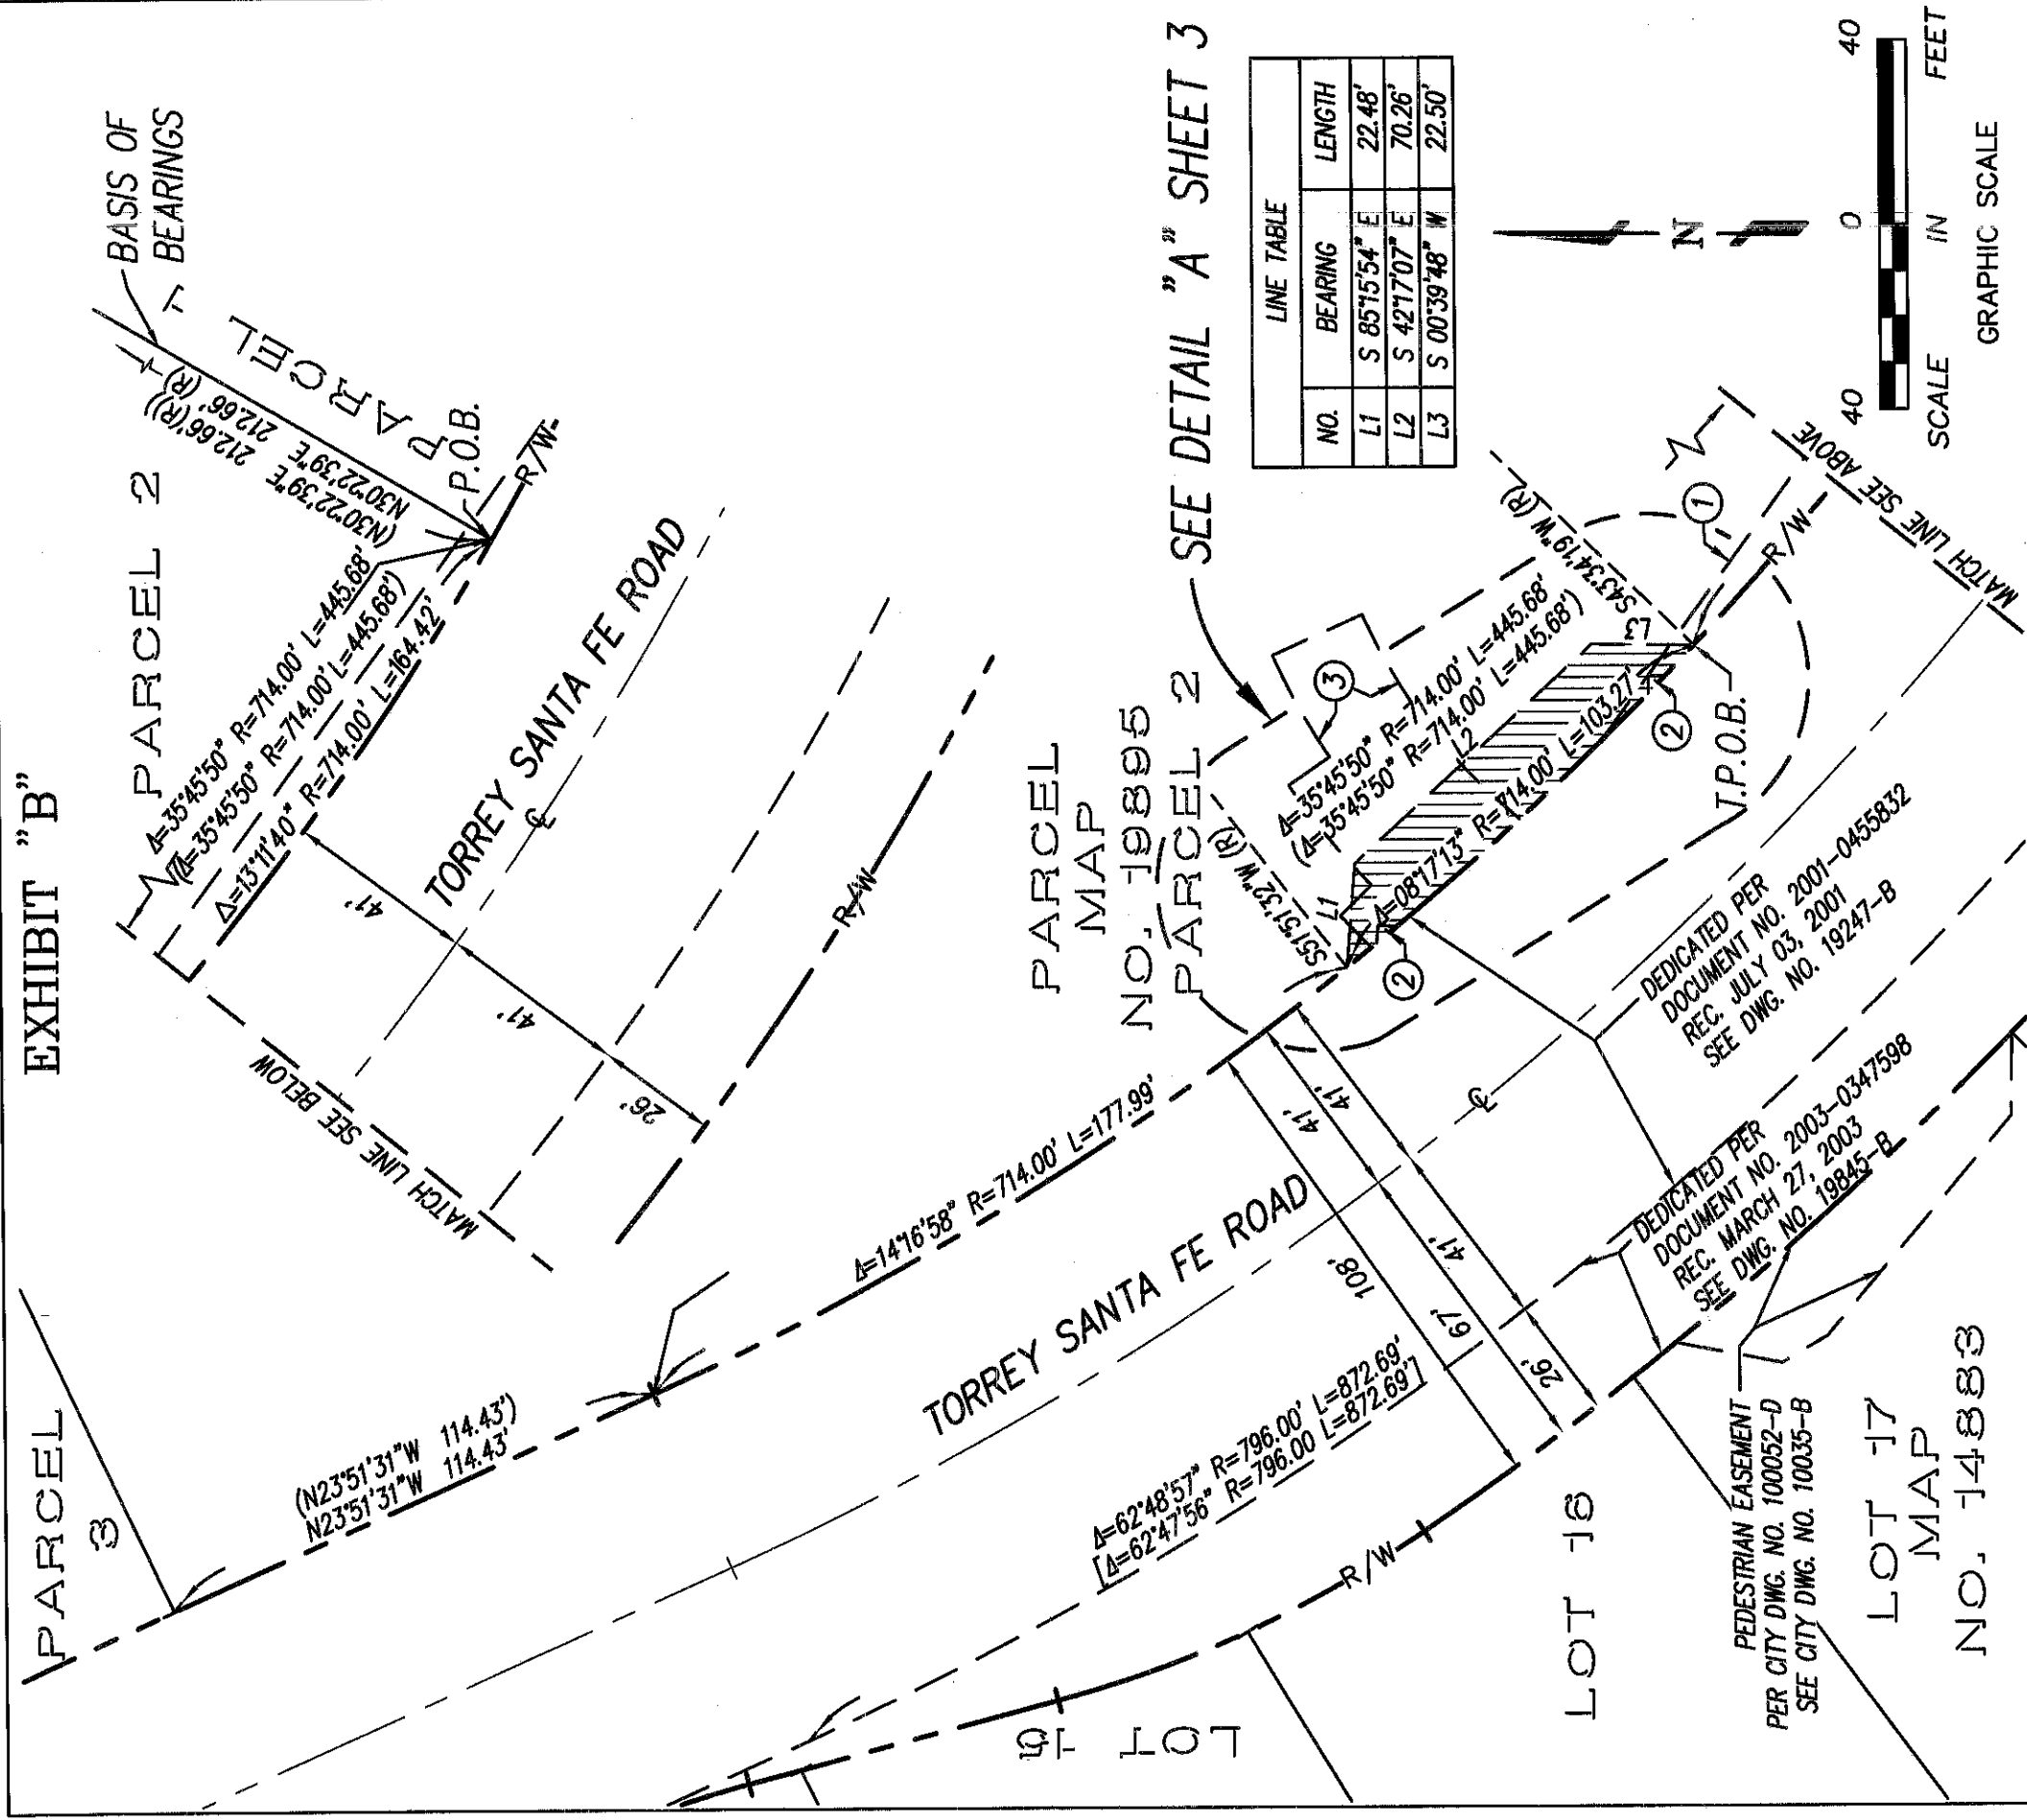 EXHIBIT "B"
BASIS OF
BEARINGS
PARCEL 1
PARCEL 2
(N30°22'39"E 212.66'(R))
N30°22'39"E 212.66' (R)
P.O.B.
R/W
Δ=35°45'50" R=714.00' L=445.68'
(Δ=35°45'50" R=714.00' L=445.68')
Δ=13°11'40" R=714.00' L=164.42'
41'
TORREY SANTA FE ROAD
℄
41'
26'
R/W
MATCH LINE SEE BELOW
PARCEL
3
(N23°51'31"W 114.43')
N23°51'31"W 114.43'
Δ=14°16'58" R=714.00' L=177.99'
TORREY SANTA FE ROAD
℄
Δ=62°48'57" R=796.00' L=872.69'
[Δ=62°47'56" R=796.00 L=872.69']
R/W
108'
41'
67'
41'
41'
26'
PARCEL
MAP
NO. 19895
PARCEL 2
SEE DETAIL "A" SHEET 3
S51°51'32"W (R)
L1
Δ=35°45'50" R=714.00' L=445.68'
(Δ=35°45'50" R=714.00' L=445.68')
L2
Δ=08°17'13" R=714.00' L=103.27'
L3
S43°34'19"W (R)
1
2
2
3
T.P.O.B.
R/W
MATCH LINE SEE ABOVE
LINE TABLE
NO. BEARING LENGTH
L1 S 85°15'54" E 22.48'
L2 S 42°17'07" E 70.26'
L3 S 00°39'48" W 22.50'
N
40 0 40
SCALE IN FEET
GRAPHIC SCALE
DEDICATED PER
DOCUMENT NO. 2001-0455832
REC. JULY 03, 2001
SEE DWG. NO. 19247-B
DEDICATED PER
DOCUMENT NO. 2003-0347598
REC. MARCH 27, 2003
SEE DWG. NO. 19845-B
PEDESTRIAN EASEMENT
PER CITY DWG. NO. 100052-D
SEE CITY DWG. NO. 10035-B
LOT 15
LOT 16
LOT 17
MAP
NO. 14883